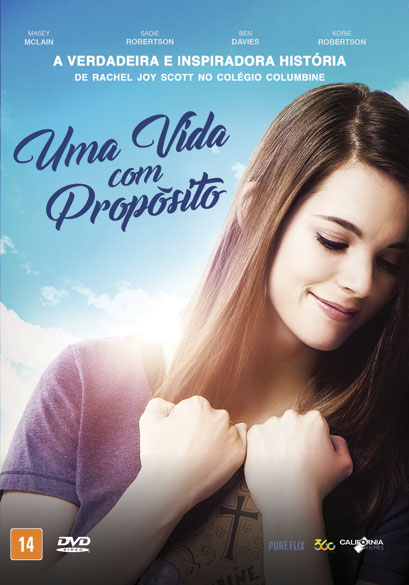 MASEY SADIE BEN KORIE
MCLAIN ROBERTSON DAVIES ROBERTSON
A VERDADEIRA E INSPIRADORA HISTÓRIA
DE RACHEL JOY SCOTT NO COLÉGIO COLUMBINE
Uma Vida
com
Propósito
14
DVD
VIDEO
PUREFLIX
360
CALIFÓRNIA
FILMES